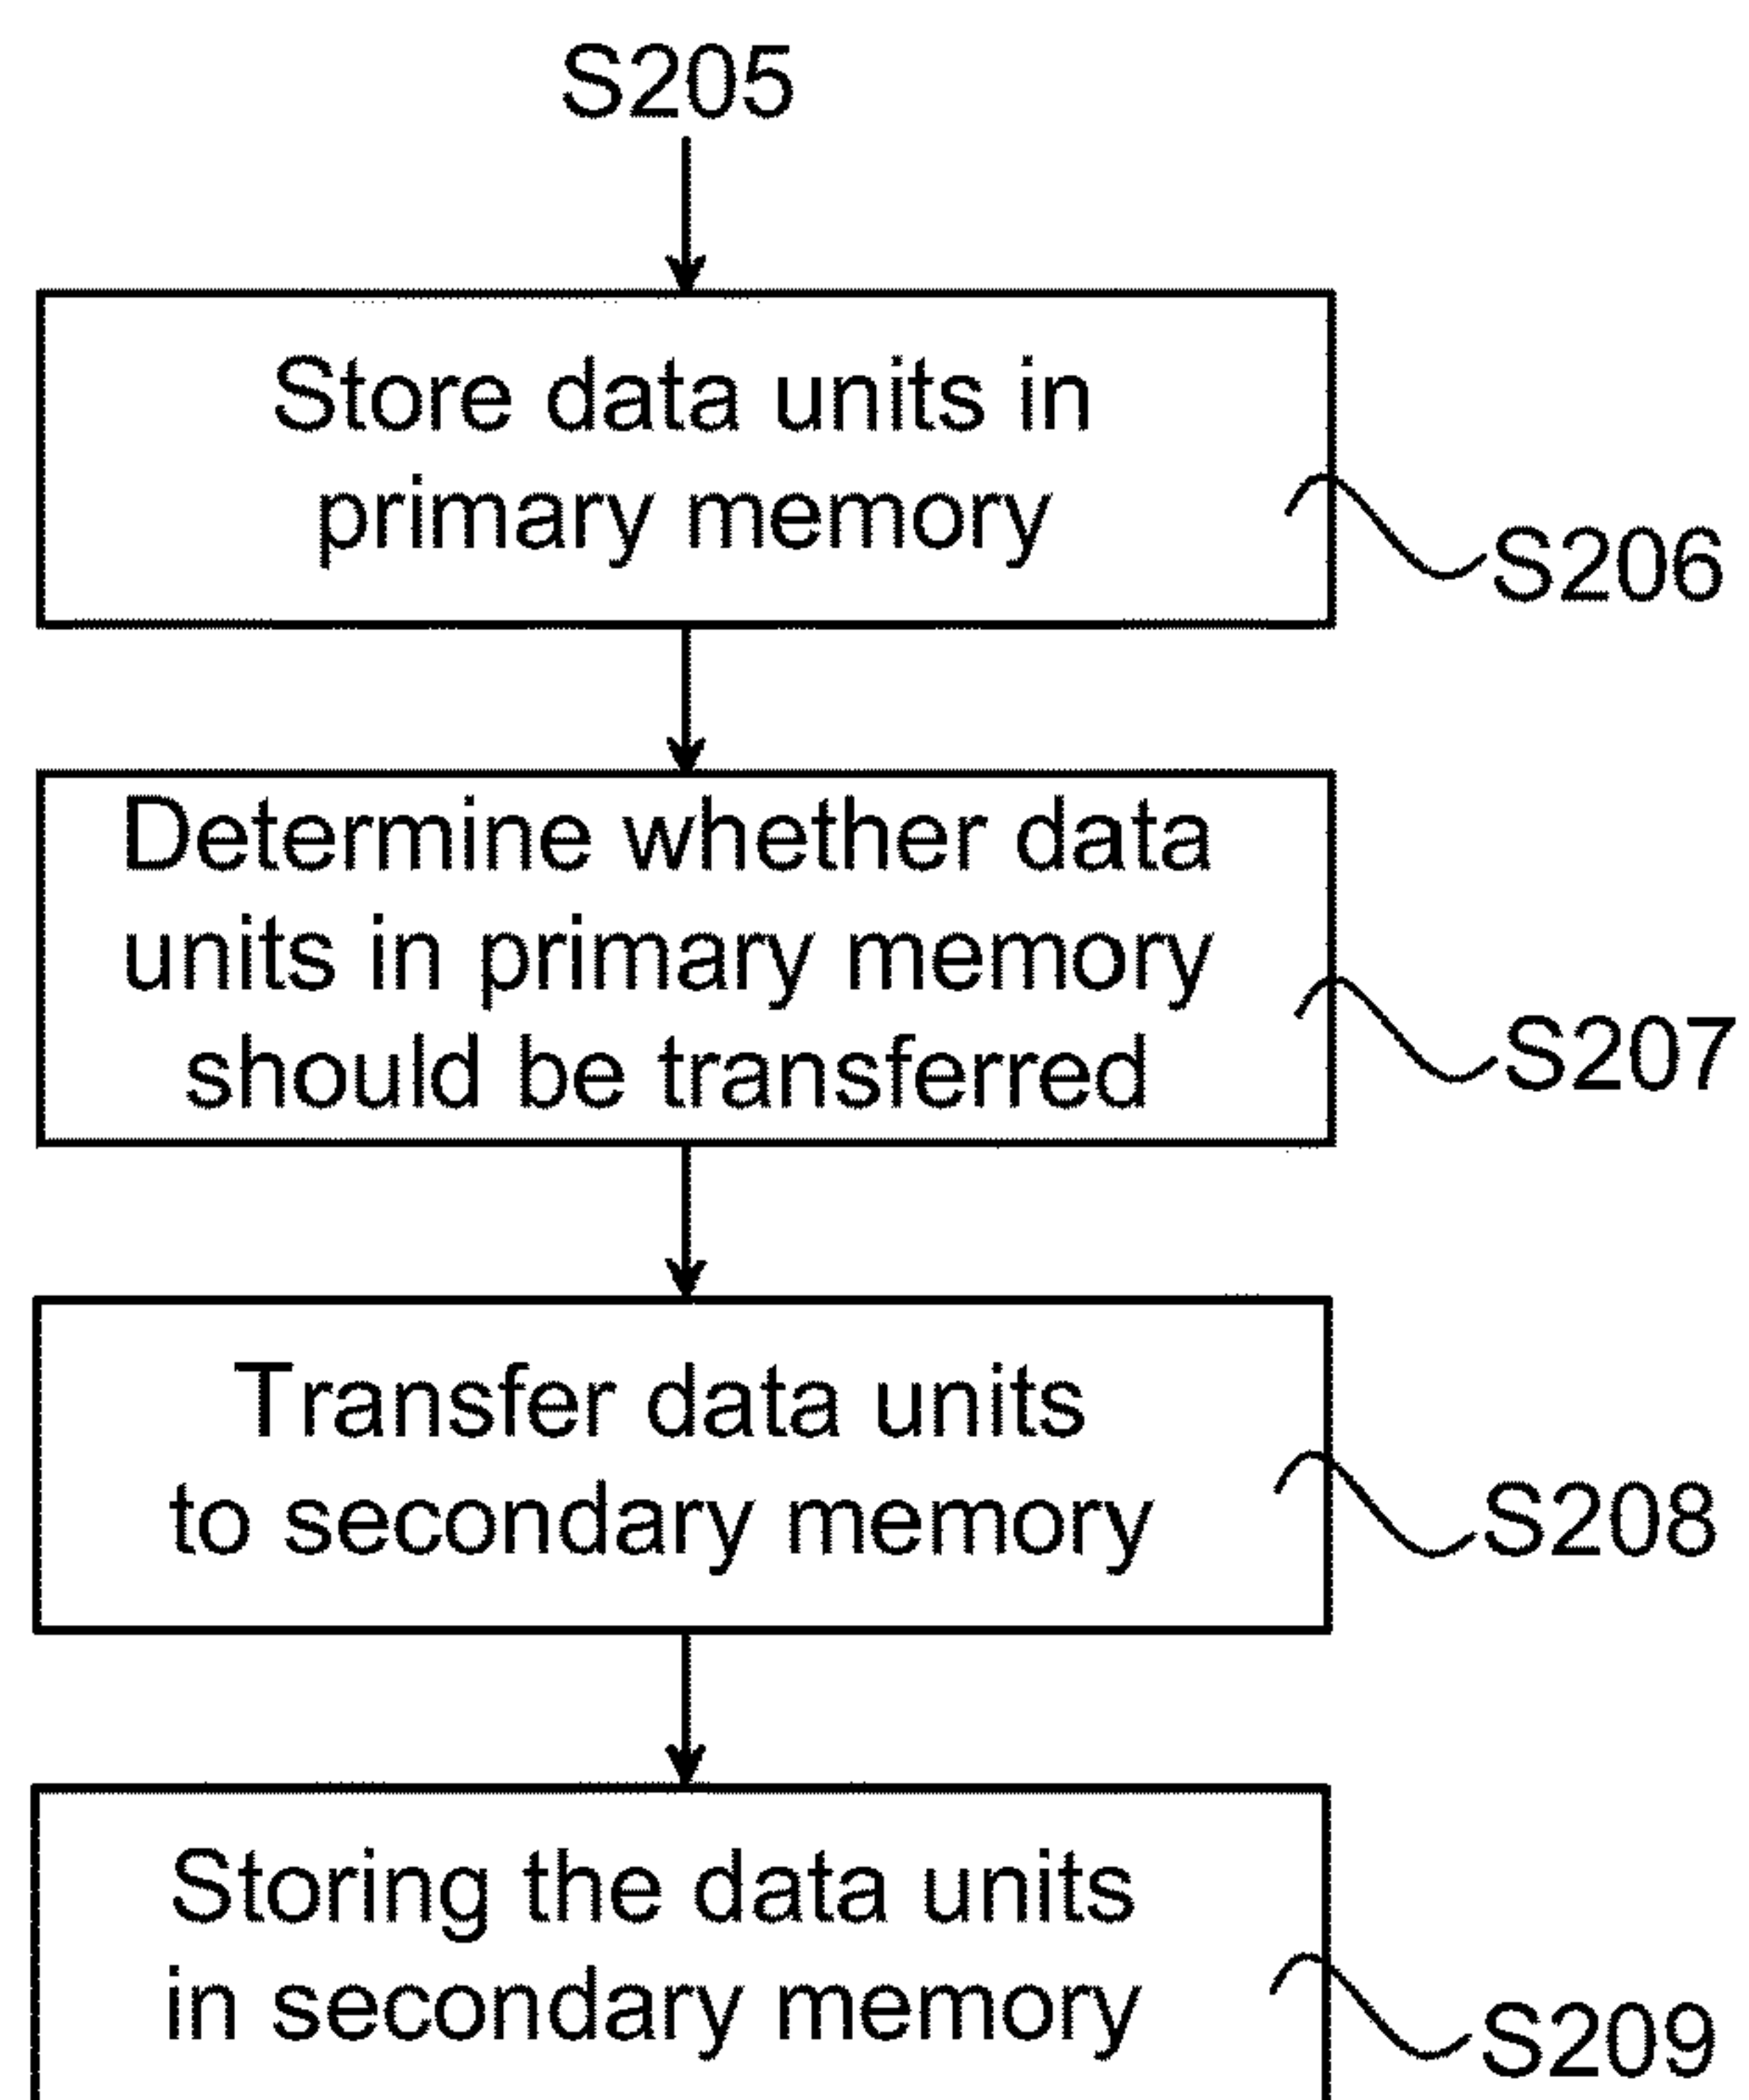 S205
Store data units in
primary memory
S206
Determine whether data
units in primary memory
should be transferred
S207
Transfer data units
to secondary memory
S208
Storing the data units
in secondary memory
S209